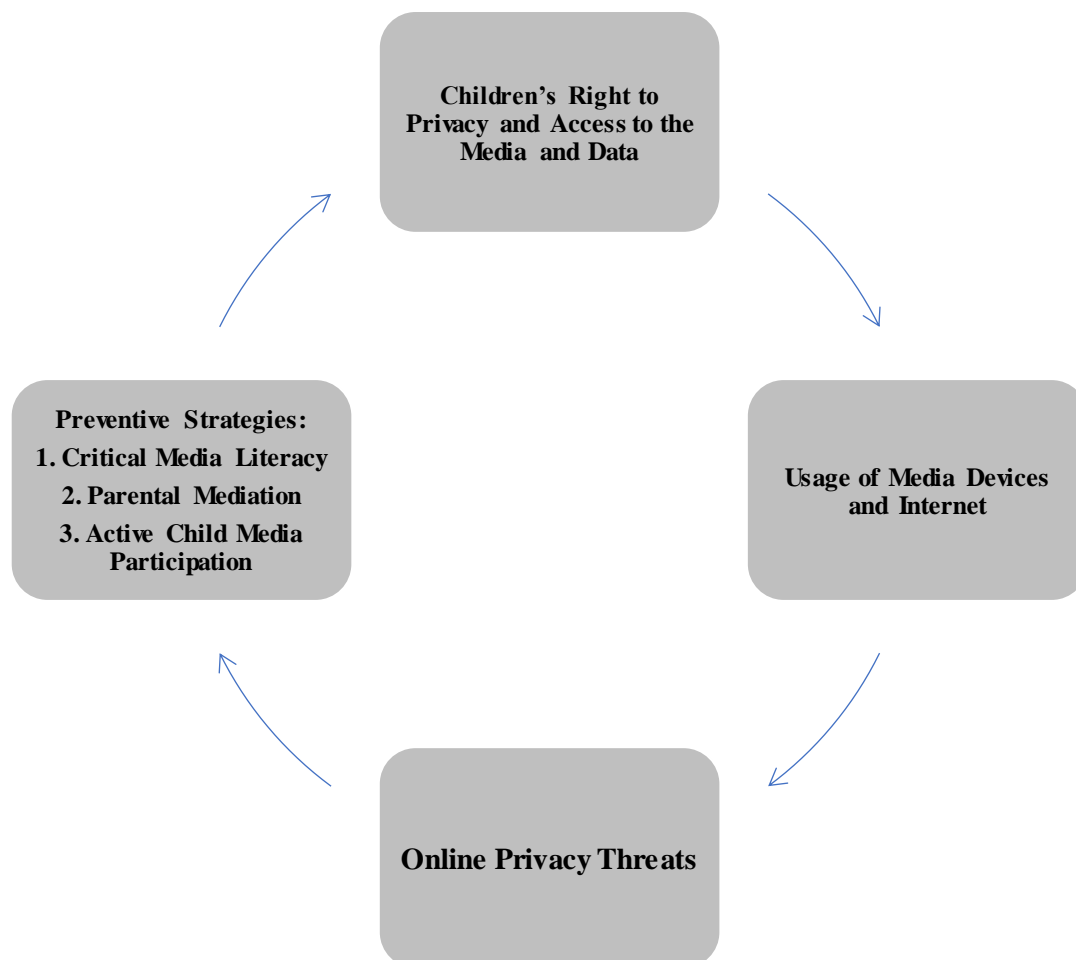 Children’s Right to
Privacy and Access to the
Media and Data
Usage of Media Devices
and Internet
Online Privacy Threats
Preventive Strategies:
1. Critical Media Literacy
2. Parental Mediation
3. Active Child Media
Participation